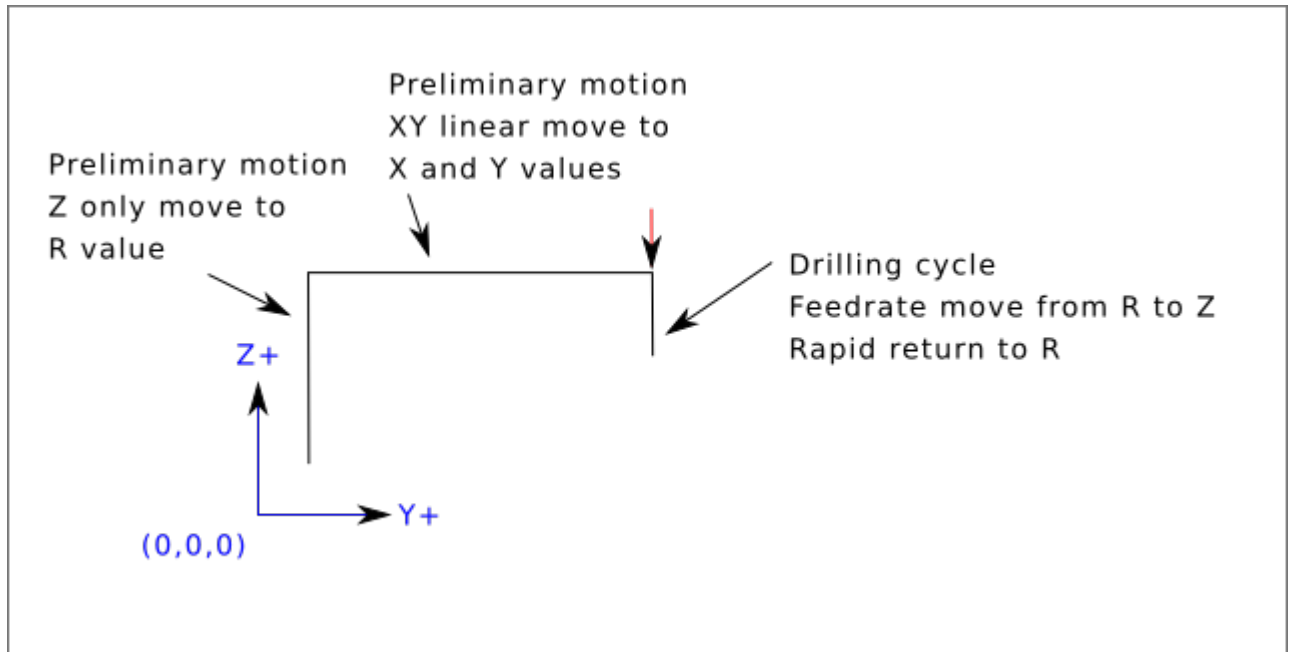 Preliminary motion
XY linear move to
X and Y values
Preliminary motion
Z only move to
R value
Drilling cycle
Feedrate move from R to Z
Rapid return to R
Z+
Y+
(0,0,0)